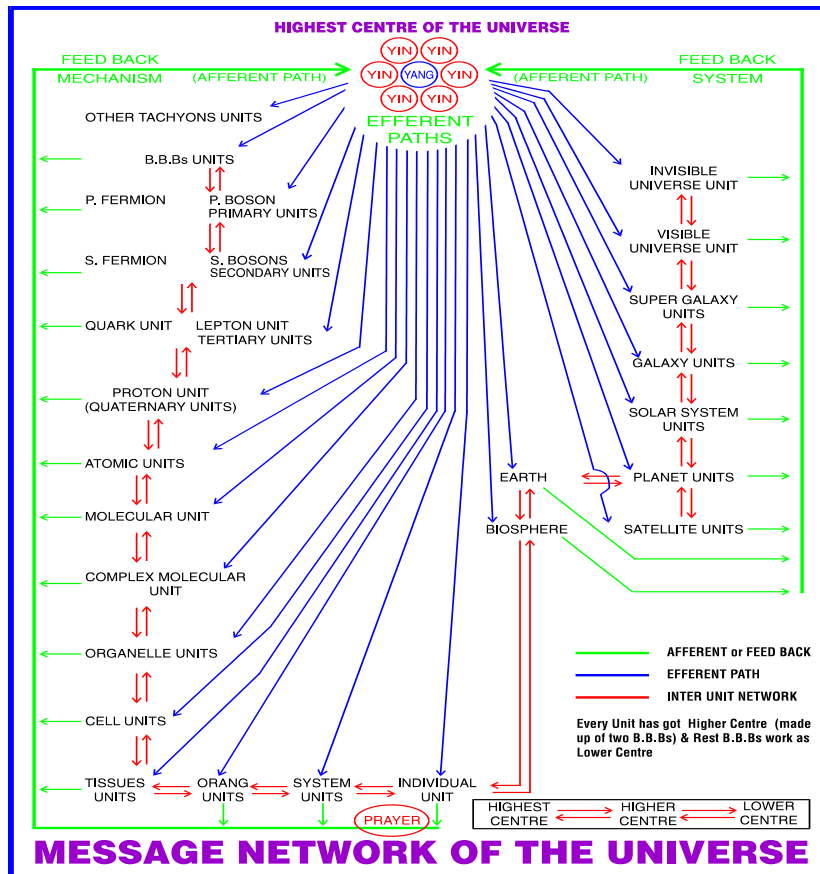 HIGHEST CENTRE OF THE UNIVERSE
YIN YIN
YIN YANG YIN
YIN YIN
FEED BACK
MECHANISM
(AFFERENT PATH)
(AFFERENT PATH)
FEED BACK
SYSTEM
EFFERENT
PATHS
OTHER TACHYONS UNITS
B.B.Bs UNITS
P. FERMION
P. BOSON
PRIMARY UNITS
S. FERMION
S. BOSONS
SECONDARY UNITS
QUARK UNIT
LEPTON UNIT
TERTIARY UNITS
PROTON UNIT
(QUATERNARY UNITS)
ATOMIC UNITS
MOLECULAR UNIT
COMPLEX MOLECULAR
UNIT
ORGANELLE UNITS
CELL UNITS
TISSUES
UNITS
ORANG
UNITS
SYSTEM
UNITS
INDIVIDUAL
UNIT
PRAYER
EARTH
BIOSPHERE
INVISIBLE
UNIVERSE UNIT
VISIBLE
UNIVERSE UNIT
SUPER GALAXY
UNITS
GALAXY UNITS
SOLAR SYSTEM
UNITS
PLANET UNITS
SATELLITE UNITS
AFFERENT or FEED BACK
EFFERENT PATH
INTER UNIT NETWORK
Every Unit has got Higher Centre (made
up of two B.B.Bs) & Rest B.B.Bs work as
Lower Centre
HIGHEST
CENTRE
HIGHER
CENTRE
LOWER
CENTRE
MESSAGE NETWORK OF THE UNIVERSE